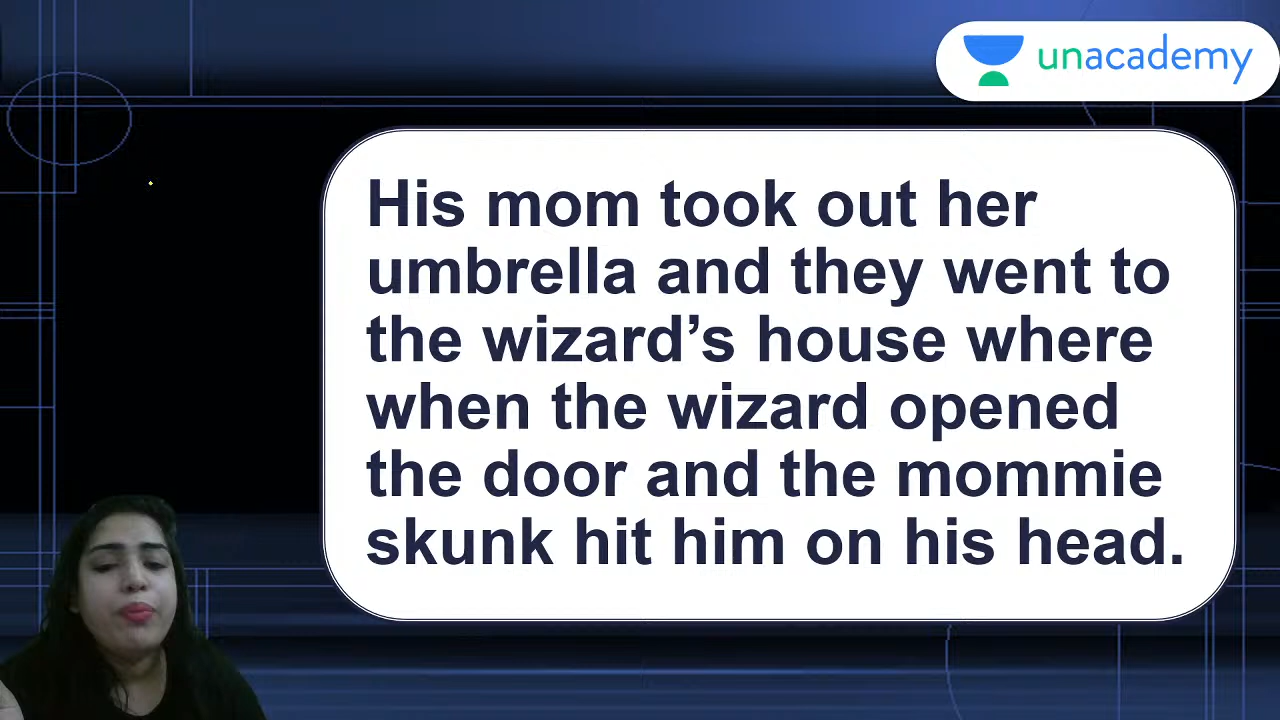 unacademy
His mom took out her
umbrella and they went to
the wizard’s house where
when the wizard opened
the door and the mommie
skunk hit him on his head.